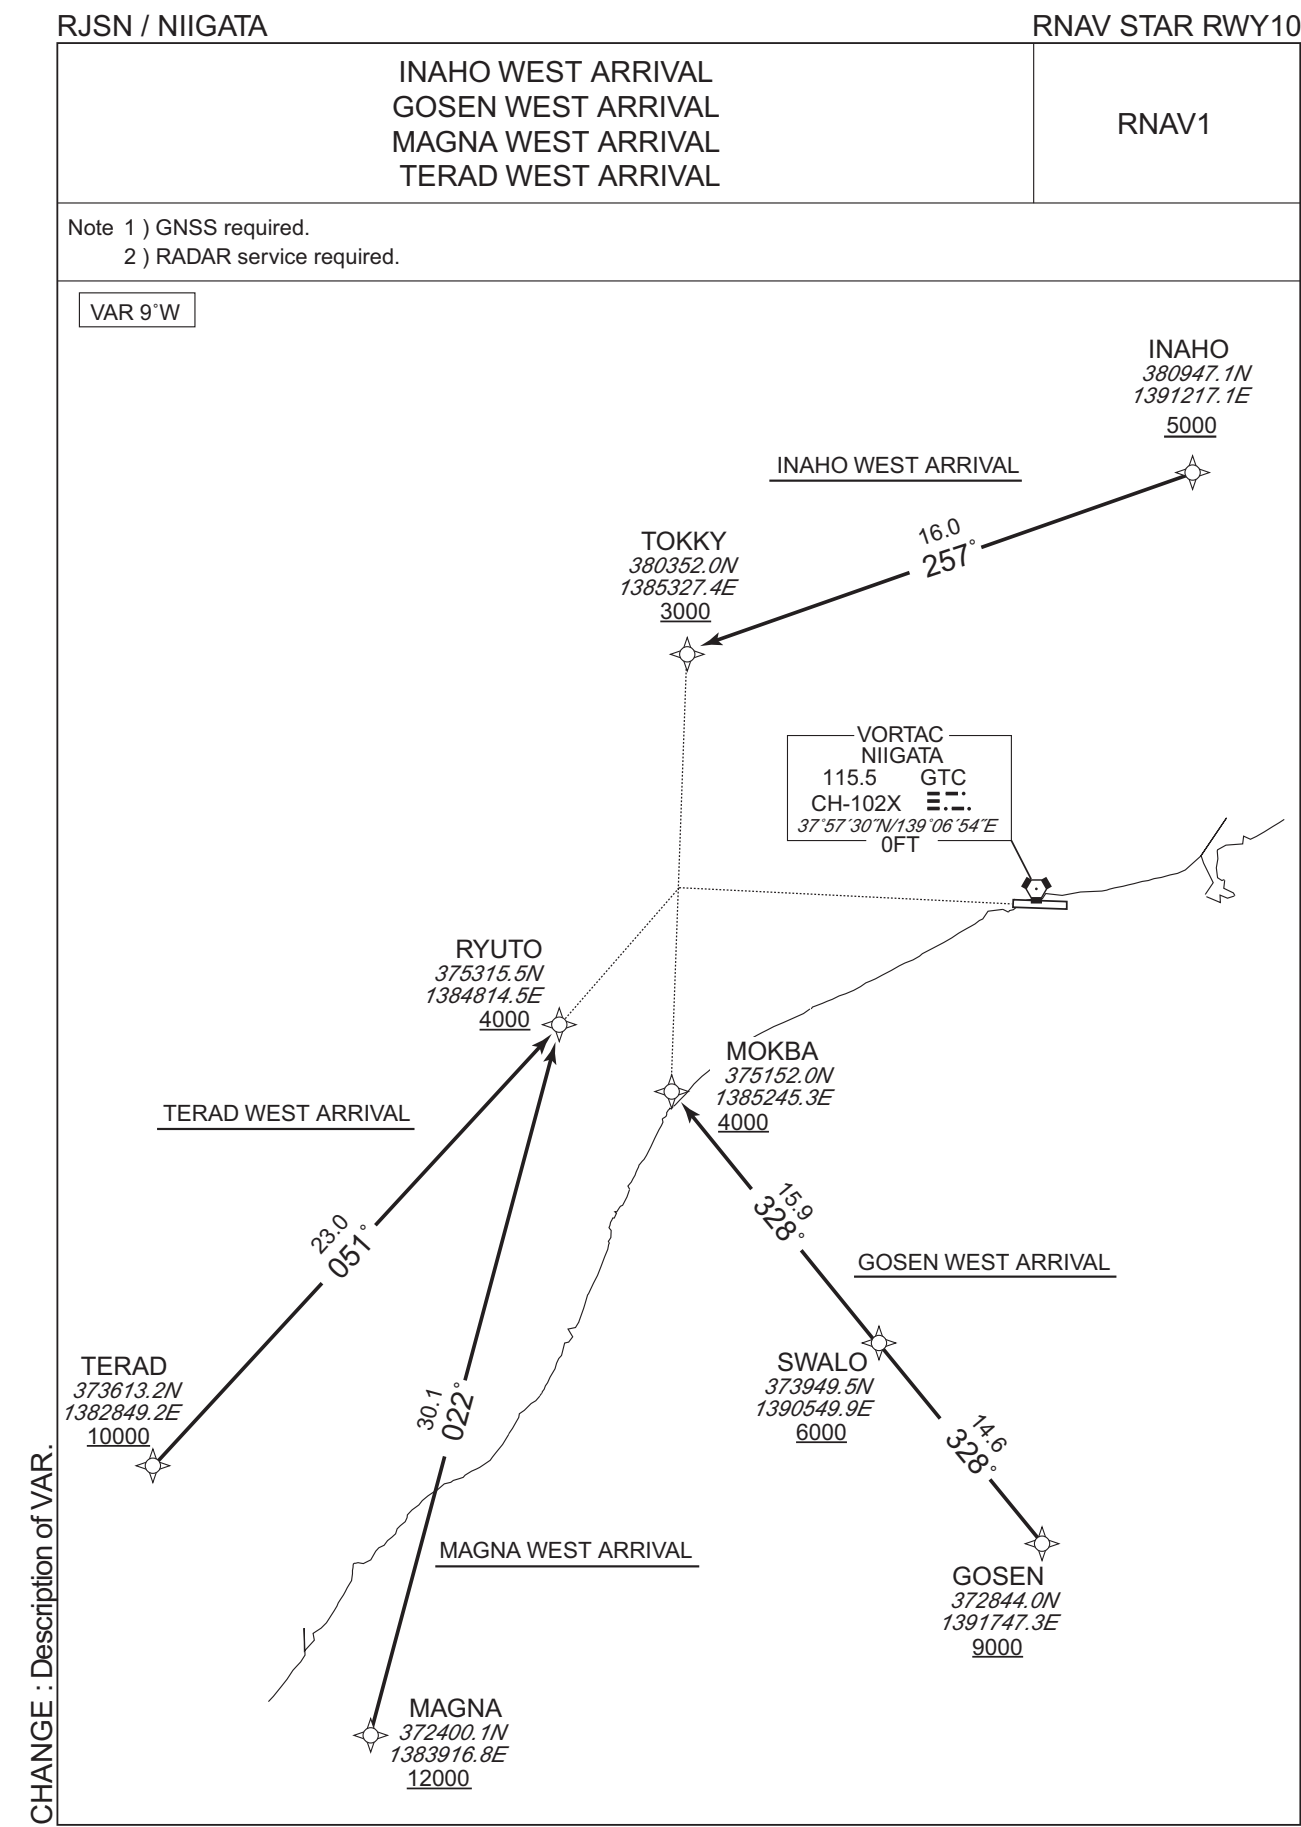 RJSN / NIIGATA
RNAV STAR RWY10
INAHO WEST ARRIVAL
GOSEN WEST ARRIVAL
MAGNA WEST ARRIVAL
TERAD WEST ARRIVAL
RNAV1
Note 1 ) GNSS required.
2 ) RADAR service required.
VAR 9°W
INAHO
380947.1N
1391217.1E
5000
INAHO WEST ARRIVAL
16.0
257°
TOKKY
380352.0N
1385327.4E
3000
VORTAC
NIIGATA
115.5 GTC
CH-102X
37°57´30˝N/139°06´54˝E
0FT
RYUTO
375315.5N
1384814.5E
4000
MOKBA
375152.0N
1385245.3E
4000
TERAD WEST ARRIVAL
15.9
328°
23.0
051°
GOSEN WEST ARRIVAL
SWALO
373949.5N
1390549.9E
6000
TERAD
373613.2N
1382849.2E
10000
30.1
022°
14.6
328°
MAGNA WEST ARRIVAL
GOSEN
372844.0N
1391747.3E
9000
MAGNA
372400.1N
1383916.8E
12000
CHANGE : Description of VAR.